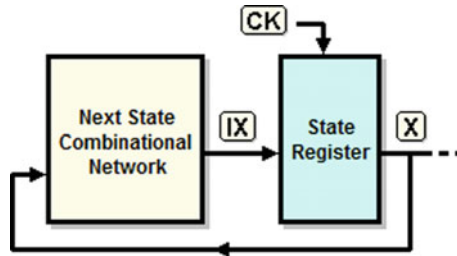 CK
Next State
Combinational
Network
IX
State
Register
X